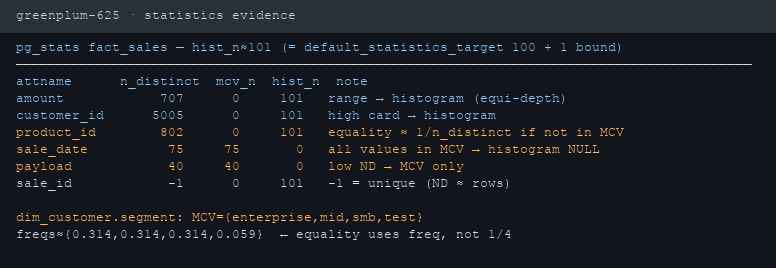 greenplum-625 · statistics evidence
pg_stats fact_sales — hist_n≈101 (= default_statistics_target 100 + 1 bound)
attname n_distinct mcv_n hist_n note
amount 707 0 101 range → histogram (equi-depth)
customer_id 5005 0 101 high card → histogram
product_id 802 0 101 equality ≈ 1/n_distinct if not in MCV
sale_date 75 75 0 all values in MCV → histogram NULL
payload 40 40 0 low ND → MCV only
sale_id -1 0 101 -1 = unique (ND ≈ rows)
dim_customer.segment: MCV={enterprise,mid,smb,test}
freqs≈{0.314,0.314,0.314,0.059} ← equality uses freq, not 1/4